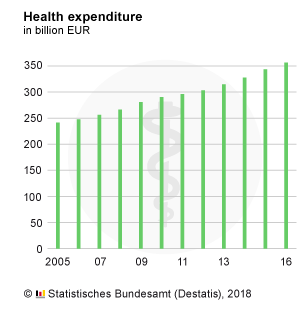 Health expenditure
in billion EUR
350
300
250
200
150
100
50
0
2005 07 09 11 13 16
© Statistisches Bundesamt (Destatis), 2018